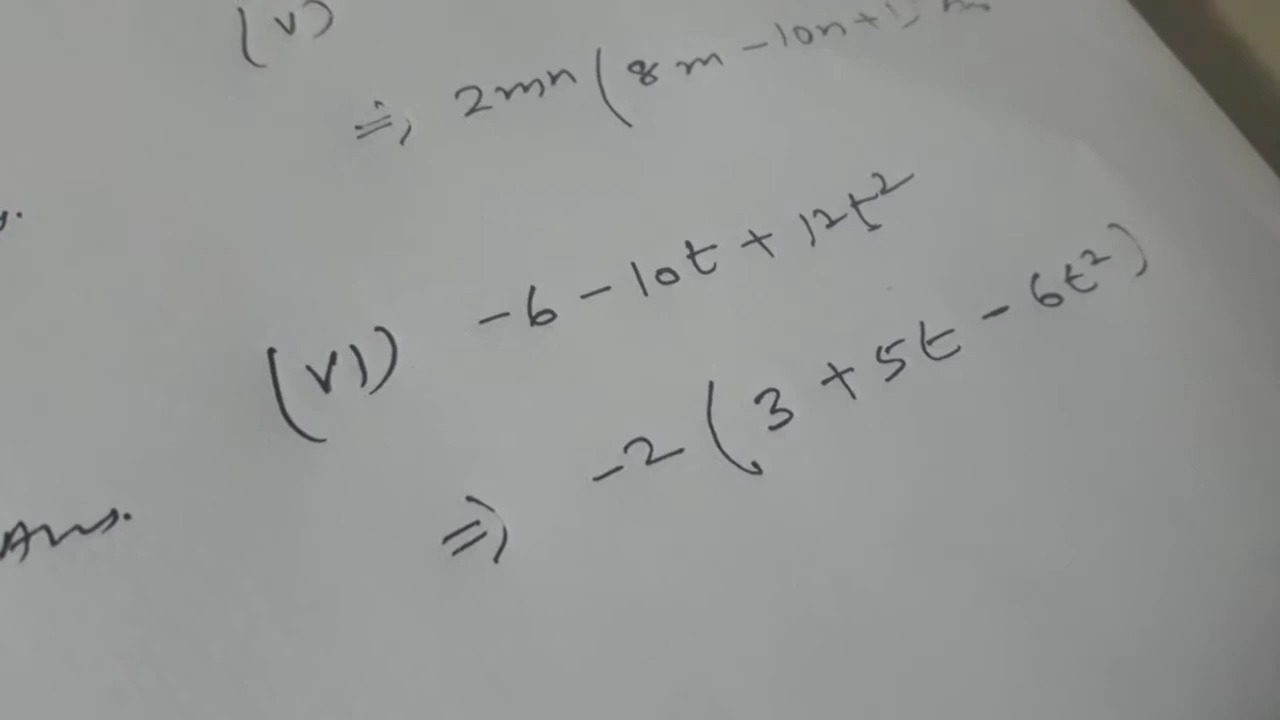 (V)
⇒, 2mn(8m-10n+
(VI) -6-10t+12t²
⇒, -2(3+5t-6t²)
Ans.